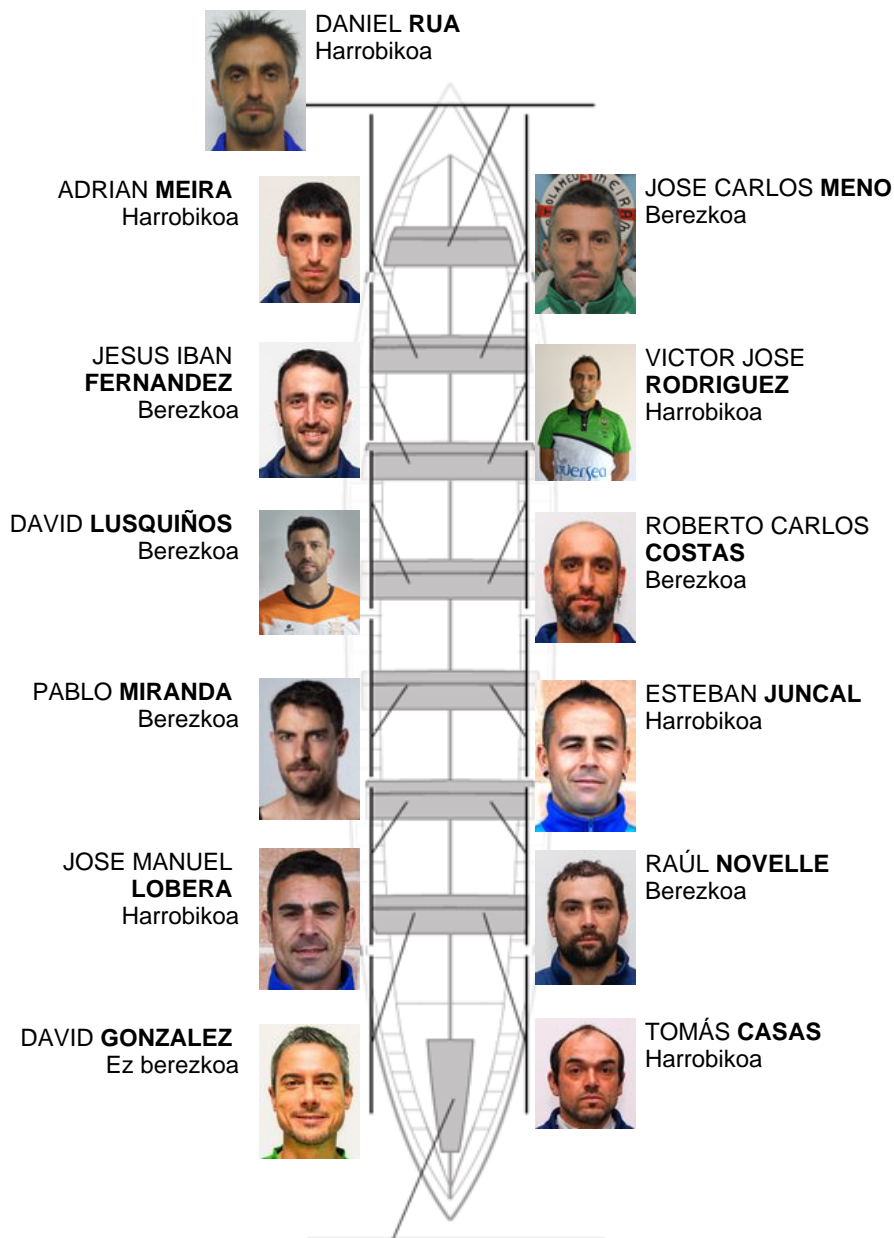 DANIEL RUA
Harrobikoa
ADRIAN MEIRA
Harrobikoa
JOSE CARLOS MENO
Berezkoa
JESUS IBAN
FERNANDEZ
Berezkoa
VICTOR JOSE
RODRIGUEZ
Harrobikoa
DAVID LUSQUIÑOS
Berezkoa
ROBERTO CARLOS
COSTAS
Berezkoa
PABLO MIRANDA
Berezkoa
ESTEBAN JUNCAL
Harrobikoa
JOSE MANUEL
LOBERA
Harrobikoa
RAÚL NOVELLE
Berezkoa
DAVID GONZALEZ
Ez berezkoa
TOMÁS CASAS
Harrobikoa